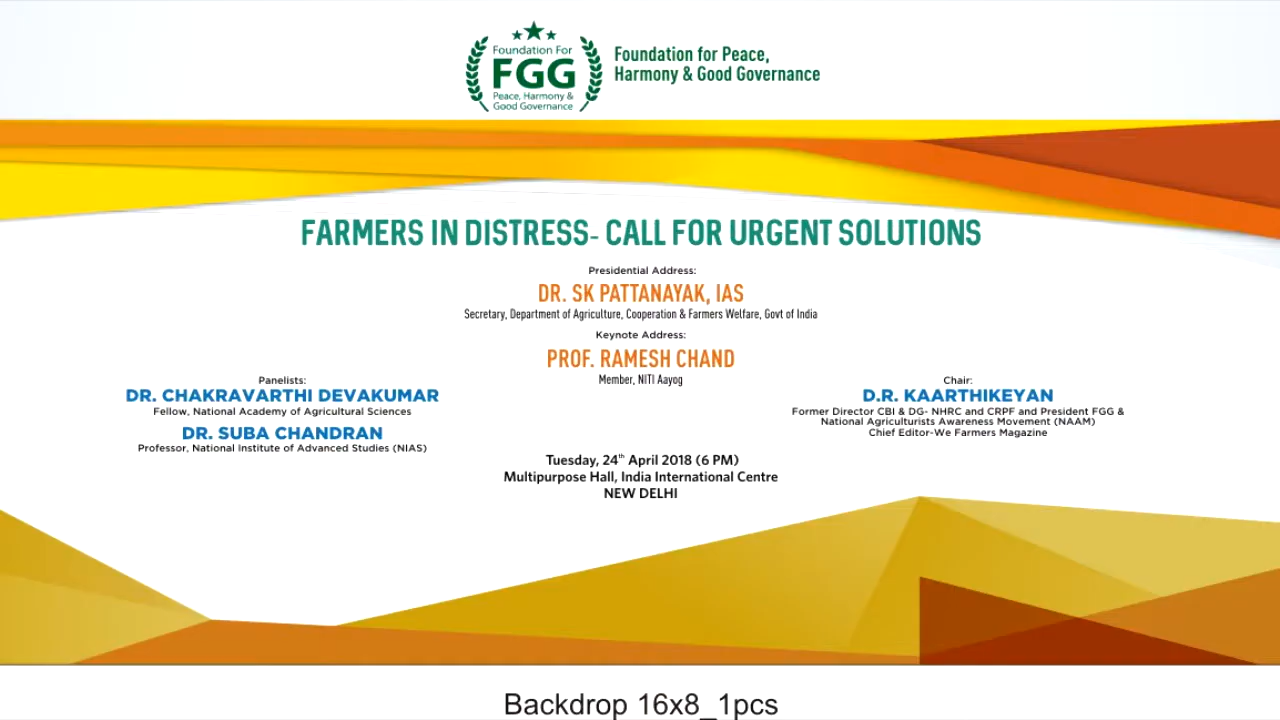 Foundation For
FGG
Peace, Harmony &
Good Governance
Foundation for Peace,
Harmony & Good Governance
FARMERS IN DISTRESS- CALL FOR URGENT SOLUTIONS
Presidential Address:
DR. SK PATTANAYAK, IAS
Secretary, Department of Agriculture, Cooperation & Farmers Welfare, Govt of India
Keynote Address:
PROF. RAMESH CHAND
Member, NITI Aayog
Panelists:
DR. CHAKRAVARTHI DEVAKUMAR
Fellow, National Academy of Agricultural Sciences
DR. SUBA CHANDRAN
Professor, National Institute of Advanced Studies (NIAS)
Chair:
D.R. KAARTHIKEYAN
Former Director CBI & DG- NHRC and CRPF and President FGG &
National Agriculturists Awareness Movement (NAAM)
Chief Editor-We Farmers Magazine
Tuesday, 24th April 2018 (6 PM)
Multipurpose Hall, India International Centre
NEW DELHI
Backdrop 16x8_1pcs